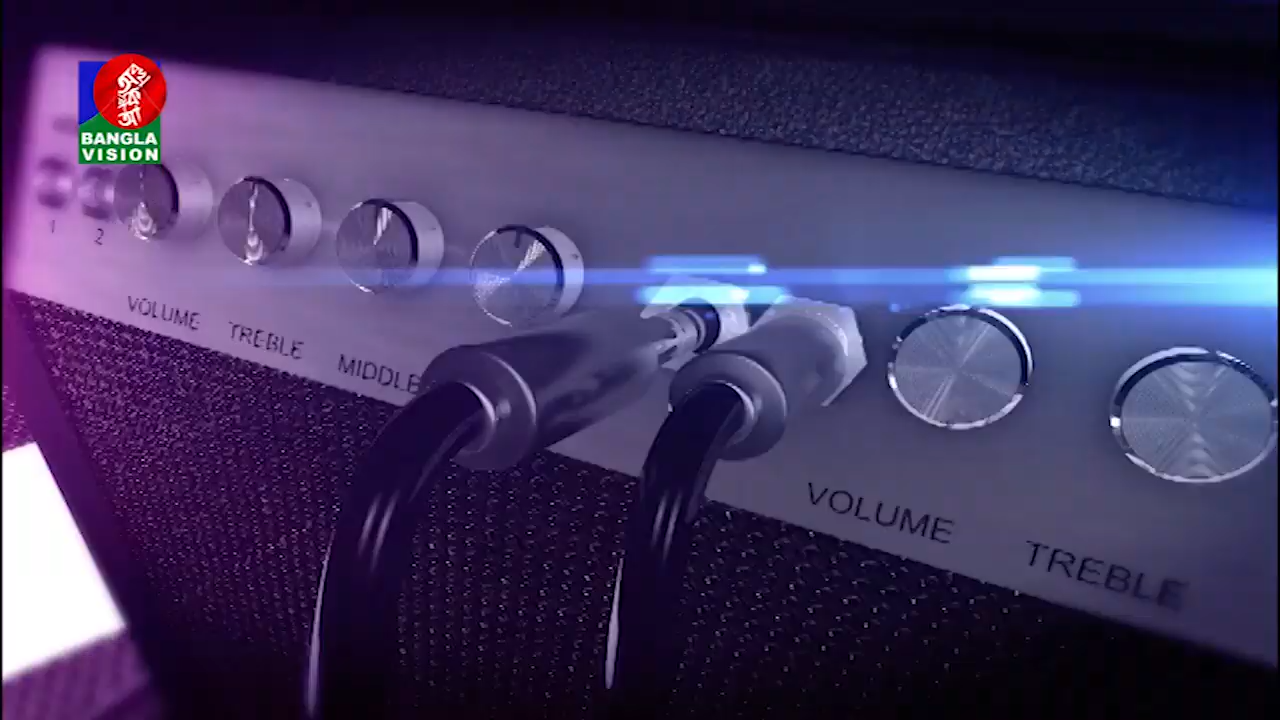 BANGLA
VISION
1
2
VOLUME
TREBLE
MIDDLE
VOLUME
TREBLE